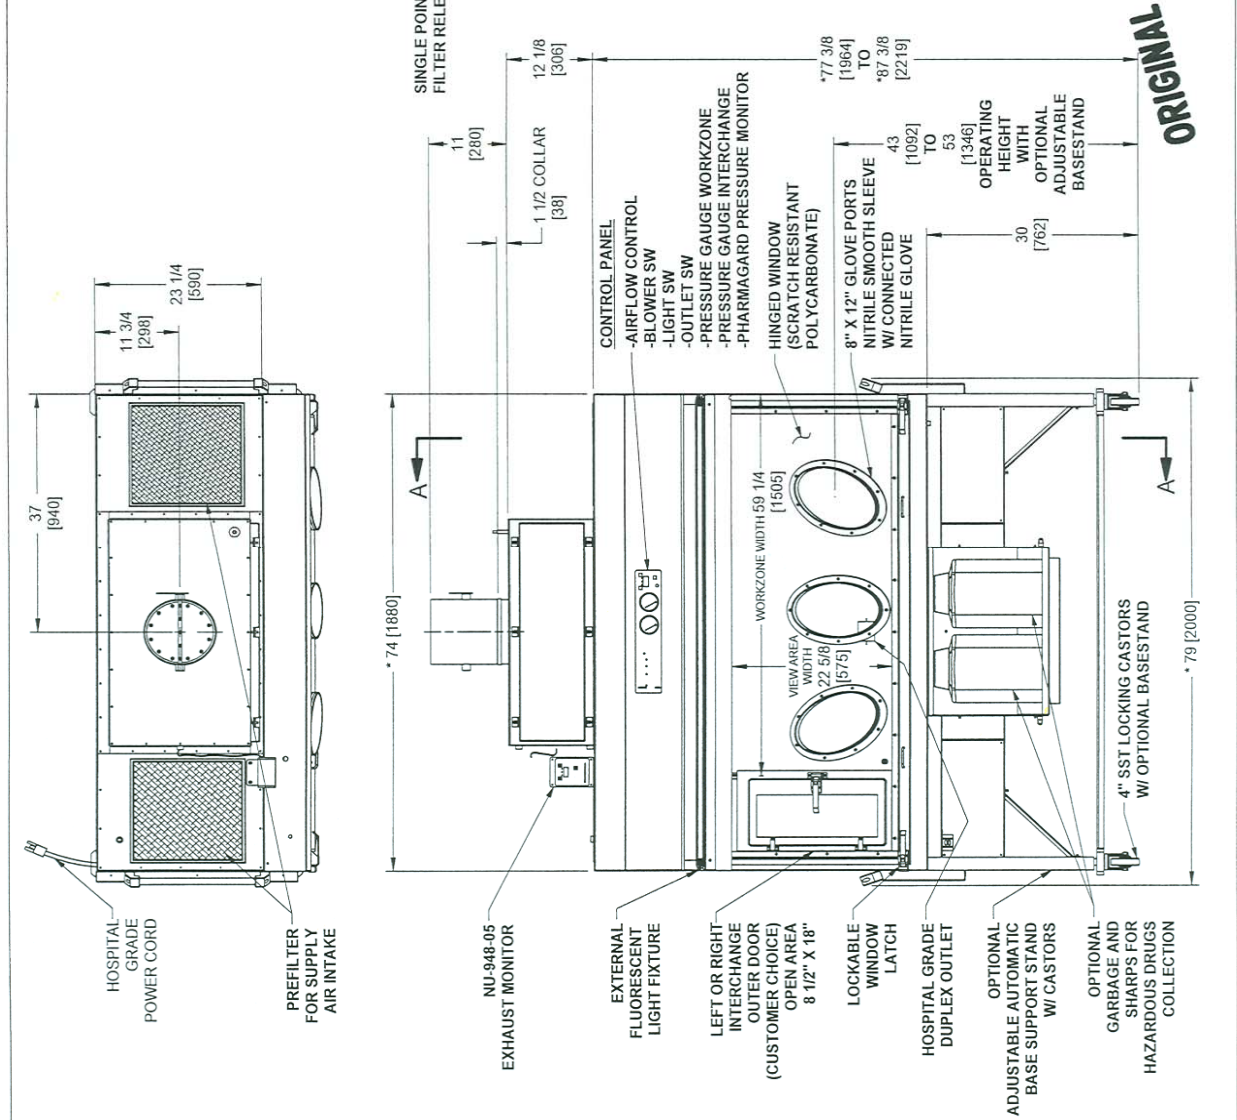 37
[940]
11 3/4
[298]
23 1/4
[590]
HOSPITAL
GRADE
POWER CORD
PREFILTER
FOR SUPPLY
AIR INTAKE
SINGLE POIN
FILTER RELE
11
[280]
12 1/8
[306]
1 1/2 COLLAR
[38]
* 74 [1880]
A
NU-948-05
EXHAUST MONITOR
CONTROL PANEL
-AIRFLOW CONTROL
-BLOWER SW
-LIGHT SW
-OUTLET SW
-PRESSURE GAUGE WORKZONE
-PRESSURE GAUGE INTERCHANGE
-PHARMAGARD PRESSURE MONITOR
*77 3/8
[1964]
TO
*87 3/8
[2219]
EXTERNAL
FLUORESCENT
LIGHT FIXTURE
HINGED WINDOW
(SCRATCH RESISTANT
POLYCARBONATE)
WORKZONE WIDTH 59 1/4
[1505]
VIEW AREA
WIDTH
22 5/8
[575]
LEFT OR RIGHT
INTERCHANGE
OUTER DOOR
(CUSTOMER CHOICE)
OPEN AREA
8 1/2" X 18"
8" X 12" GLOVE PORTS
NITRILE SMOOTH SLEEVE
W/ CONNECTED
NITRILE GLOVE
43
[1092]
TO
53
[1346]
OPERATING
HEIGHT
WITH
OPTIONAL
ADJUSTABLE
BASESTAND
LOCKABLE
WINDOW
LATCH
HOSPITAL GRADE
DUPLEX OUTLET
30
[762]
OPTIONAL
ADJUSTABLE AUTOMATIC
BASE SUPPORT STAND
W/ CASTORS
OPTIONAL
GARBAGE AND
SHARPS FOR
HAZARDOUS DRUGS
COLLECTION
4" SST LOCKING CASTORS
W/ OPTIONAL BASESTAND
A
* 79 [2000]
ORIGINAL